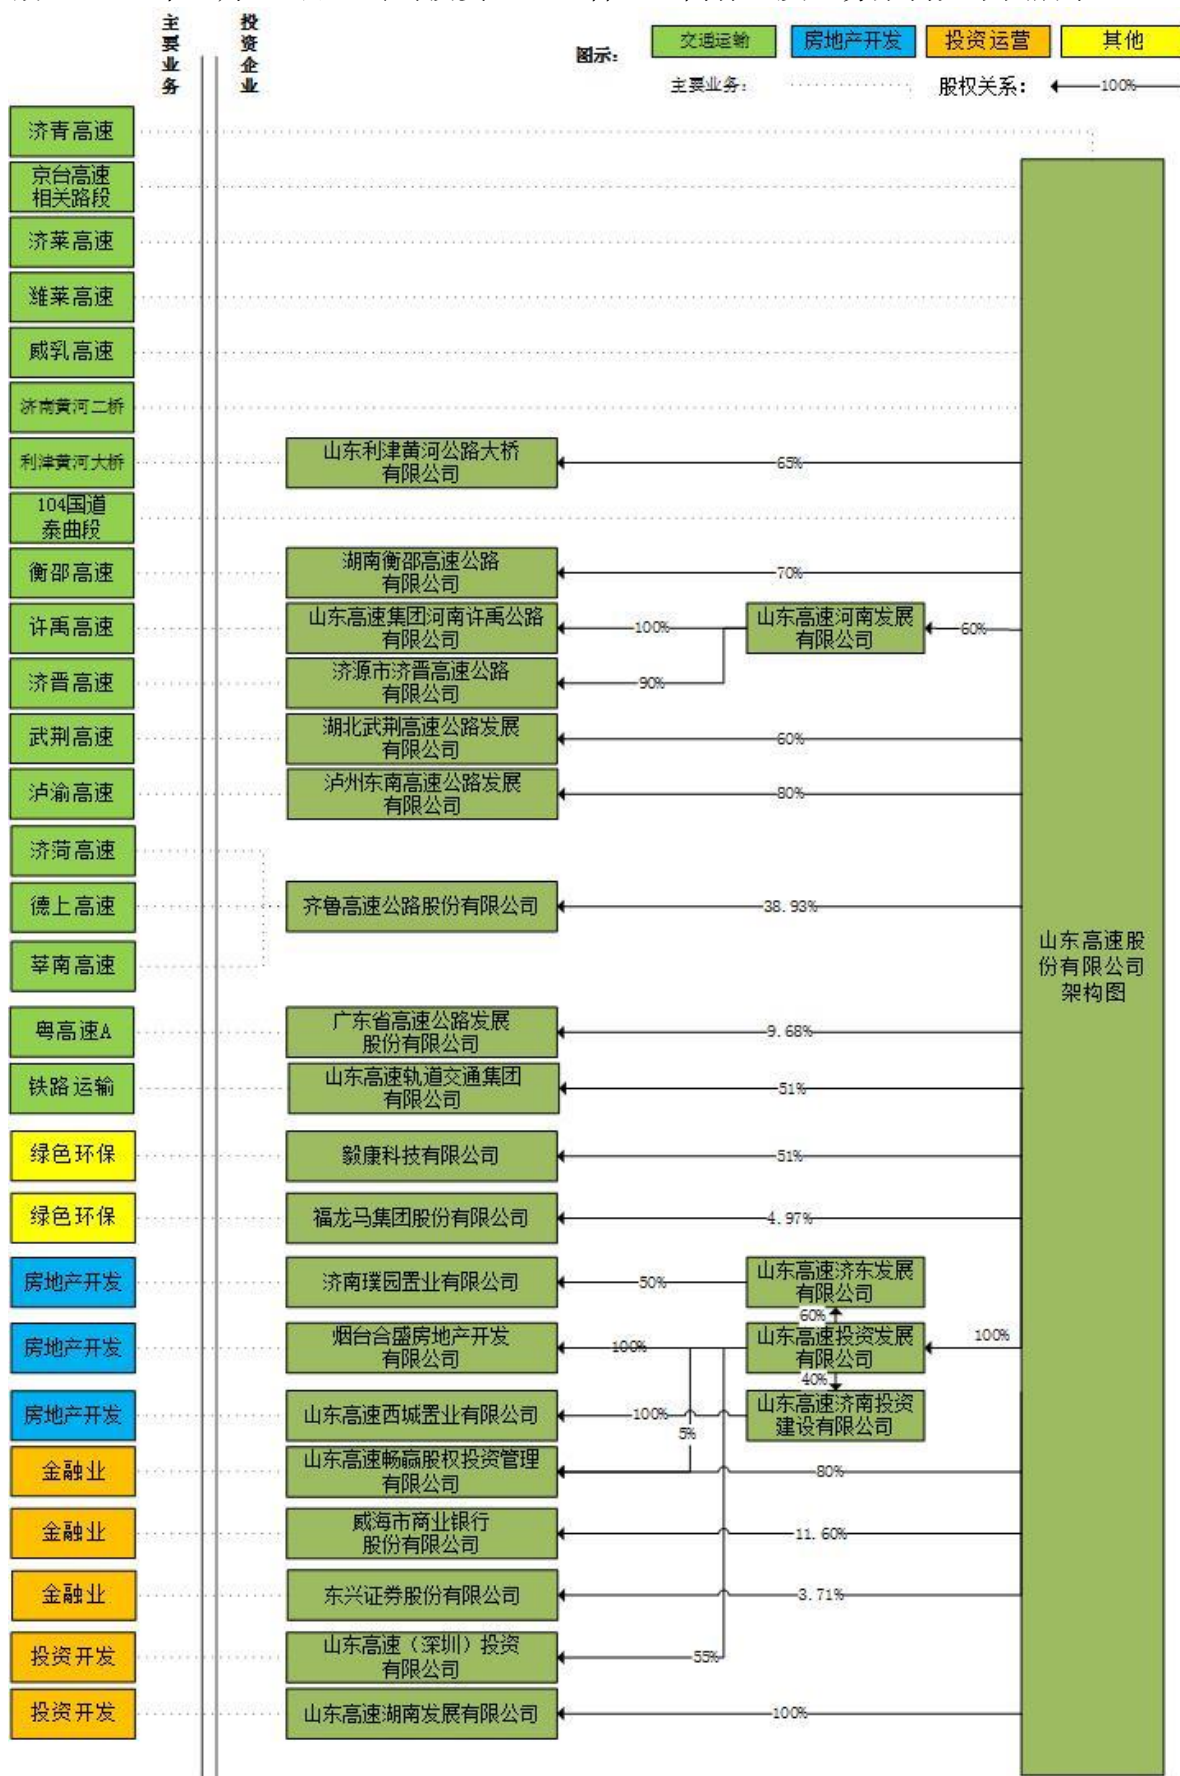 主要业务
投资企业
图示：
交通运输
房地产开发
投资运营
其他
主要业务：
股权关系：
100%
济青高速
京台高速
相关路段
济莱高速
潍莱高速
威乳高速
济南黄河二桥
利津黄河大桥
山东利津黄河公路大桥
有限公司
65%
104国道
泰曲段
衡邵高速
湖南衡邵高速公路
有限公司
70%
许禹高速
山东高速集团河南许禹公路
有限公司
100%
山东高速河南发展
有限公司
60%
济晋高速
济源市济晋高速公路
有限公司
90%
武荆高速
湖北武荆高速公路发展
有限公司
60%
泸渝高速
泸州东南高速公路发展
有限公司
80%
济菏高速
德上高速
齐鲁高速公路股份有限公司
38.93%
莘南高速
山东高速股
份有限公司
架构图
粤高速A
广东省高速公路发展
股份有限公司
9.68%
铁路运输
山东高速轨道交通集团
有限公司
51%
绿色环保
毅康科技有限公司
51%
绿色环保
福龙马集团股份有限公司
4.97%
房地产开发
济南璞园置业有限公司
50%
山东高速济东发展
有限公司
60%
房地产开发
烟台合盛房地产开发
有限公司
100%
山东高速投资发展
有限公司
100%
40%
房地产开发
山东高速西城置业有限公司
100%
山东高速济南投资
建设有限公司
5%
金融业
山东高速畅赢股权投资管理
有限公司
80%
金融业
威海市商业银行
股份有限公司
11.60%
金融业
东兴证券股份有限公司
3.71%
投资开发
山东高速（深圳）投资
有限公司
55%
投资开发
山东高速湖南发展有限公司
100%